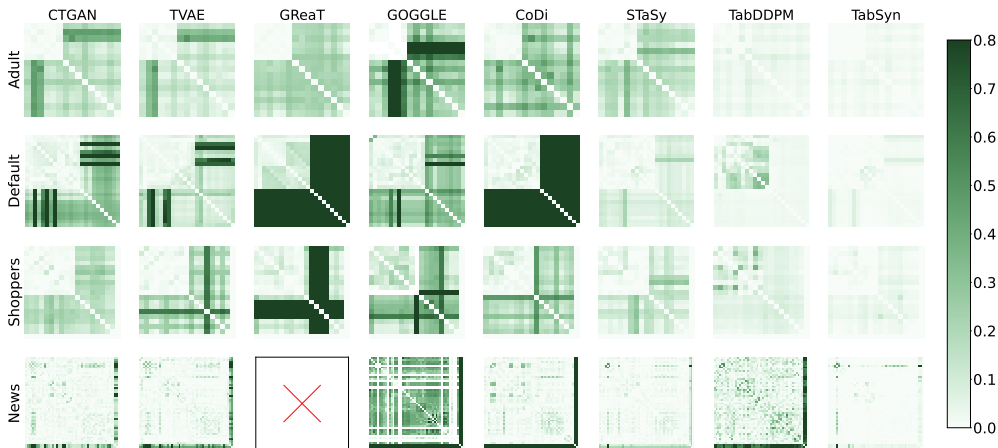 CTGAN TVAE GReaT GOGGLE CoDi STaSy TabDDPM TabSyn
Adult
Default
Shoppers
News
0.8
0.7
0.6
0.5
0.4
0.3
0.2
0.1
0.0